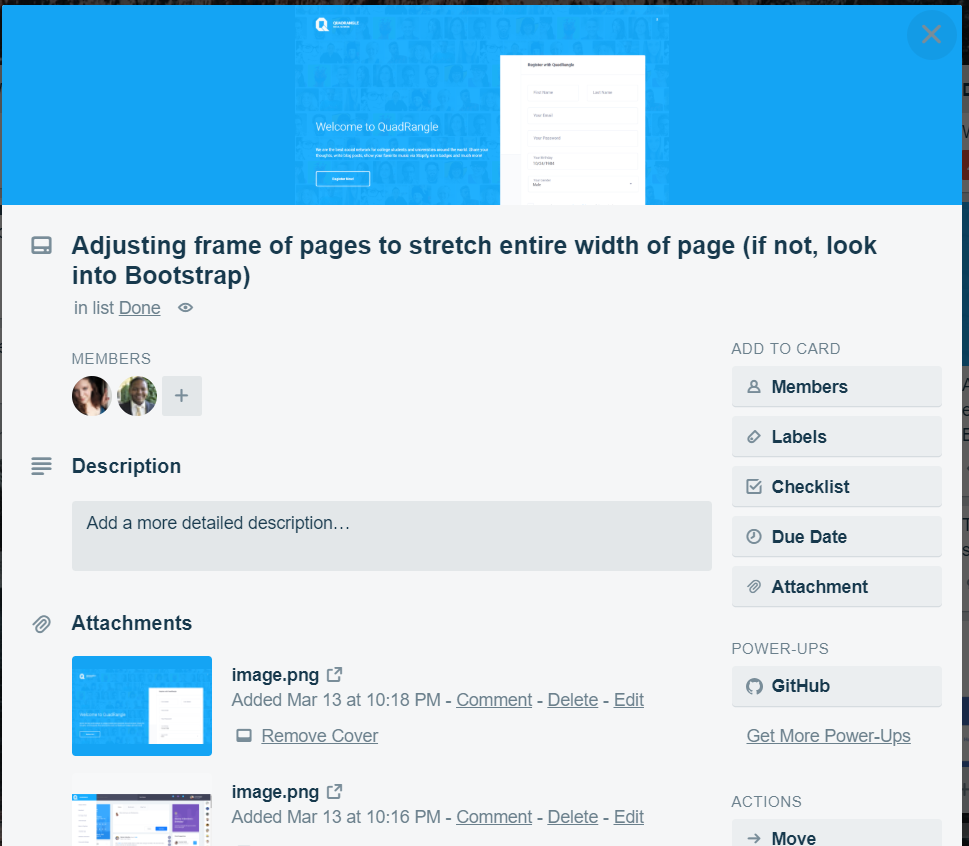 QUADRANGLE
Register with QuadRangle
First Name
Last Name
Your Email
Welcome to QuadRangle
Your Password
We are the best social network for college students and universities around the world. Share your
thoughts, write blog posts, show your favorite music via Stopify, earn badges and much more!
Your Birthday
Register Now!
Your Gender
Male
Adjusting frame of pages to stretch entire width of page (if not, look
into Bootstrap)
in list Done
MEMBERS
Description
Add a more detailed description…
Attachments
image.png
Added Mar 13 at 10:18 PM - Comment - Delete - Edit
Remove Cover
image.png
Added Mar 13 at 10:16 PM - Comment - Delete - Edit
ADD TO CARD
Members
Labels
Checklist
Due Date
Attachment
POWER-UPS
GitHub
Get More Power-Ups
ACTIONS
Move